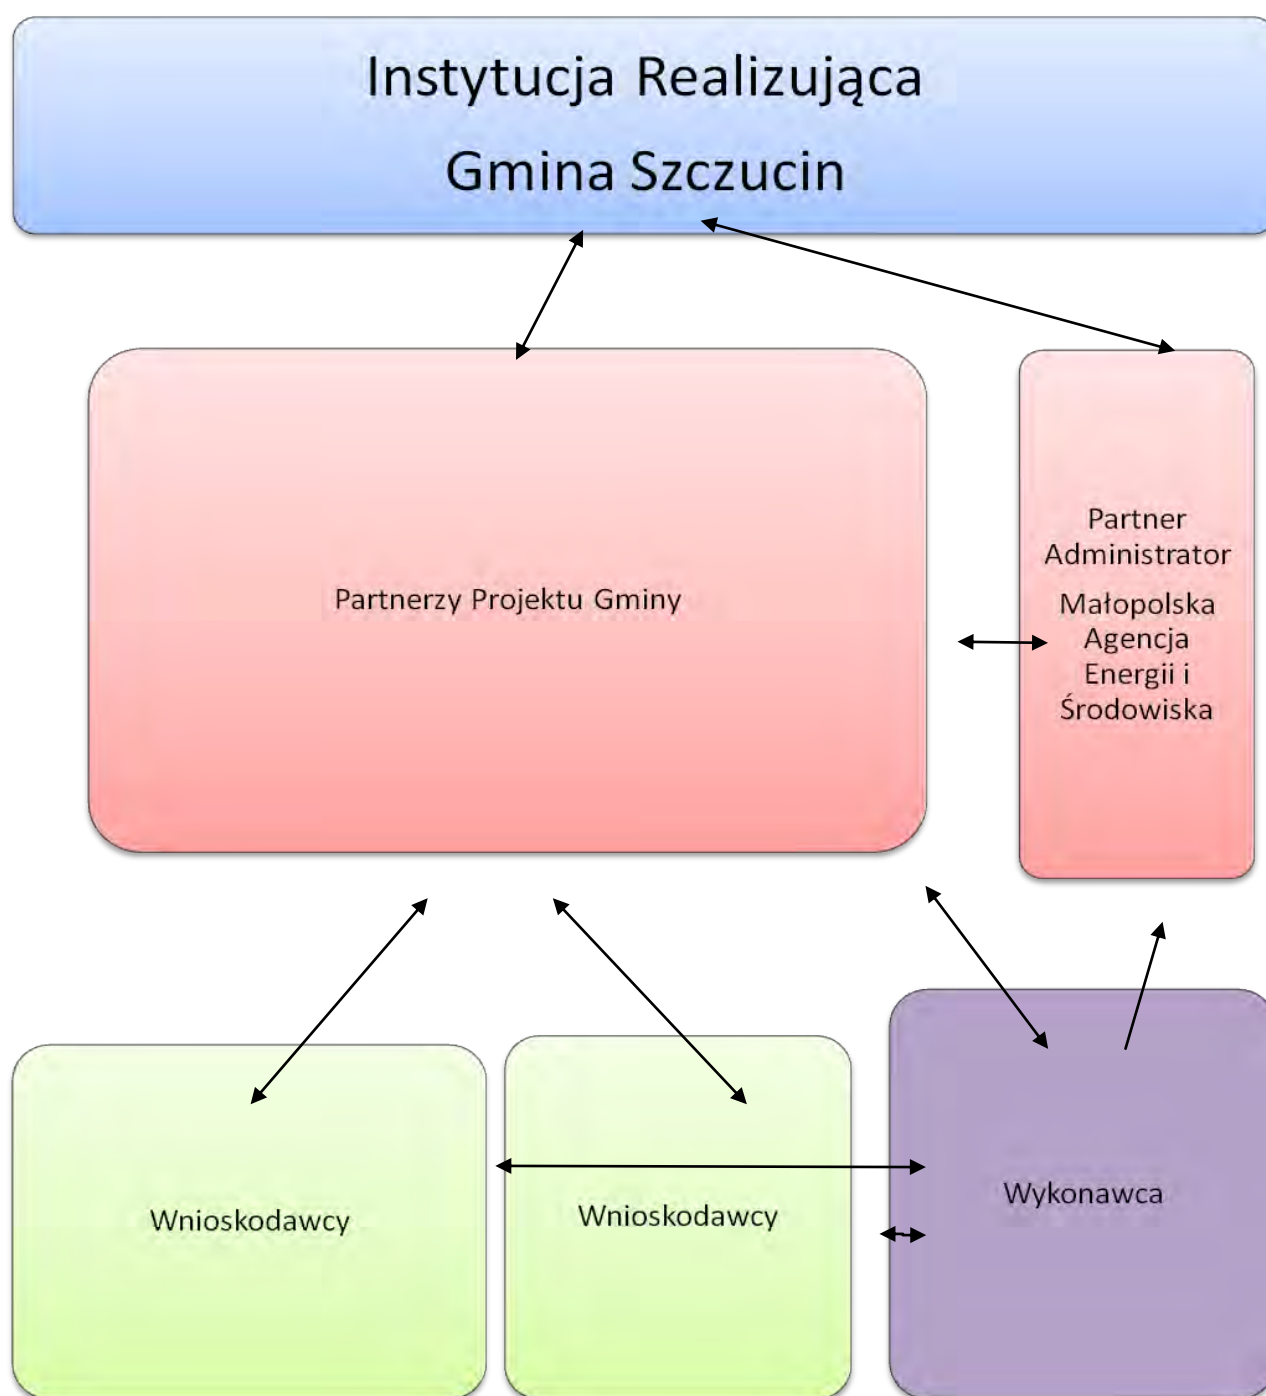 Instytucja Realizująca
Gmina Szczucin
Partnerzy Projektu Gminy
Partner
Administrator
Małopolska
Agencja
Energii i
Środowiska
Wnioskodawcy
Wnioskodawcy
Wykonawca